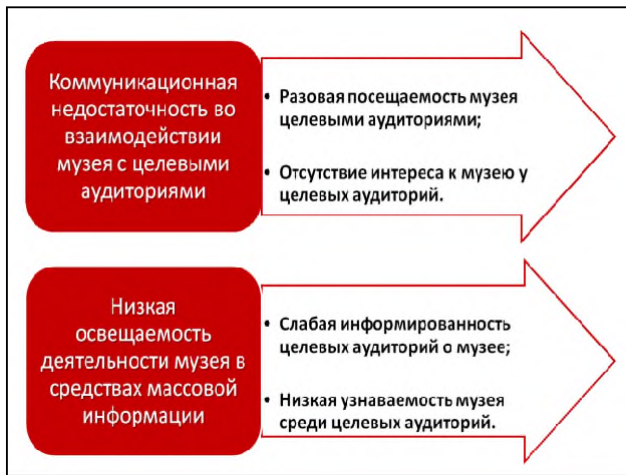 Коммуникационная
недостаточность во
взаимодействии
музея с целевыми
аудиториями
• Разовая посещаемость музея
целевыми аудиториями;
• Отсутствие интереса к музею у
целевых аудиторий.
Низкая
освещаемость
деятельности музея в
средствах массовой
информации
• Слабая информированность
целевых аудиторий о музее;
• Низкая узнаваемость музея
среди целевых аудиторий.